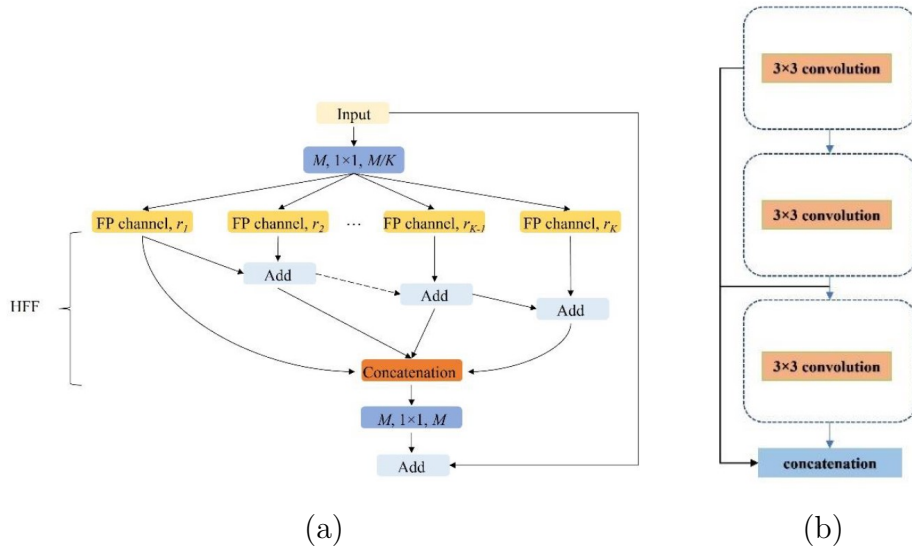 Input
M, 1×1, M/K
FP channel, r1
FP channel, r2
...
FP channel, rK-1
FP channel, rK
HFF
Add
Add
Add
Concatenation
M, 1×1, M
Add
(a)
3×3 convolution
3×3 convolution
3×3 convolution
concatenation
(b)